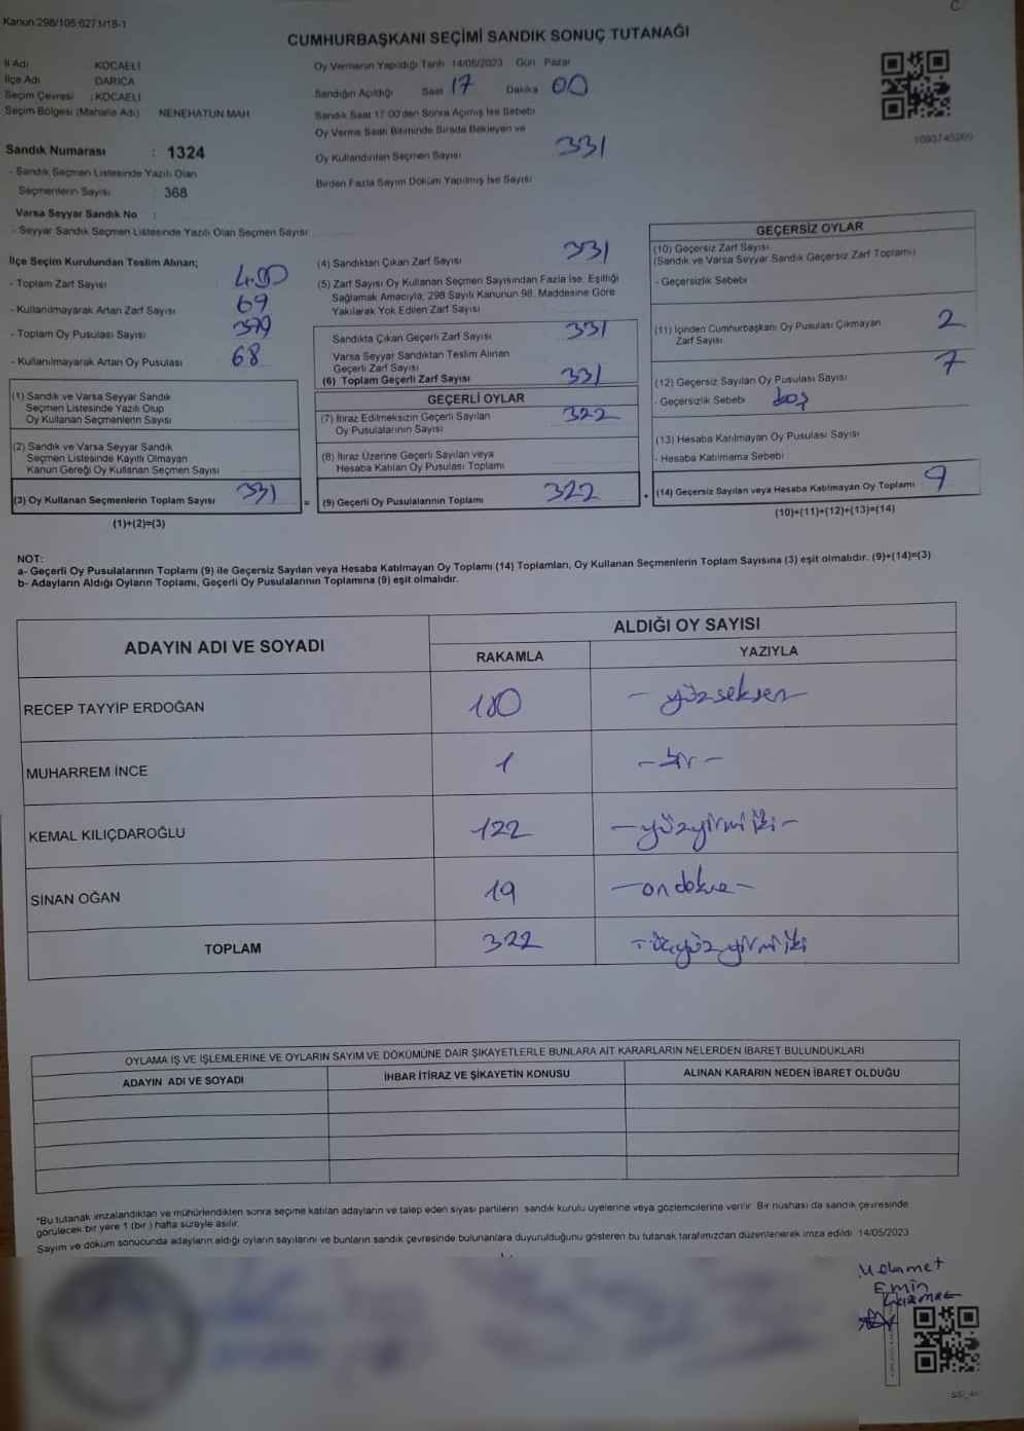 Kanun:298/105:6271/18-1
CUMHURBAŞKANI SEÇİMİ SANDIK SONUÇ TUTANAĞI
İl Adı KOCAELİ
İlçe Adı DARICA
Seçim Çevresi : KOCAELİ
Seçim Bölgesi (Mahalle Adı) NENEHATUN MAH
Sandık Numarası : 1324
- Sandık Seçmen Listesinde Yazılı Olan
Seçmenlerin Sayısı 368
Varsa Seyyar Sandık No :
- Seyyar Sandık Seçmen Listesinde Yazılı Olan Seçmen Sayısı
Oy Vermenin Yapıldığı Tarih 14/05/2023 Gün Pazar
Sandığın Açıldığı Saat 17 Dakika 00
Sandık Saat 17:00'den Sonra Açılmış İse Sebebi
Oy Verme Saati Bitiminde Sırada Bekleyen ve
Oy Kullandırılan Seçmen Sayısı 331
Birden Fazla Sayım Döküm Yapılmış İse Sayısı
İlçe Seçim Kurulundan Teslim Alınan;
- Toplam Zarf Sayısı 400
- Kullanılmayarak Artan Zarf Sayısı 69
- Toplam Oy Pusulası Sayısı 399
- Kullanılmayarak Artan Oy Pusulası 68
(1) Sandık ve Varsa Seyyar Sandık
Seçmen Listesinde Yazılı Olup
Oy Kullanan Seçmenlerin Sayısı
(2) Sandık ve Varsa Seyyar Sandık
Seçmen Listesinde Kayıtlı Olmayan
Kanun Gereği Oy Kullanan Seçmen Sayısı
(3) Oy Kullanan Seçmenlerin Toplam Sayısı 331
(1)+(2)=(3)
(4) Sandıktan Çıkan Zarf Sayısı 331
(5) Zarf Sayısı Oy Kullanan Seçmen Sayısından Fazla İse, Eşitliği
Sağlamak Amacıyla, 298 Sayılı Kanunun 98. Maddesine Göre
Yakılarak Yok Edilen Zarf Sayısı
Sandıkta Çıkan Geçerli Zarf Sayısı 331
Varsa Seyyar Sandıktan Teslim Alınan
Geçerli Zarf Sayısı
(6) Toplam Geçerli Zarf Sayısı 331
GEÇERLİ OYLAR
(7) İtiraz Edilmeksizin Geçerli Sayılan
Oy Pusulalarının Sayısı 322
(8) İtiraz Üzerine Geçerli Sayılan veya
Hesaba Katılan Oy Pusulası Toplamı
= (9) Geçerli Oy Pusulalarının Toplamı 322
GEÇERSİZ OYLAR
(10) Geçersiz Zarf Sayısı
(Sandık ve Varsa Seyyar Sandık Geçersiz Zarf Toplamı)
- Geçersizlik Sebebi
(11) İçinden Cumhurbaşkanı Oy Pusulası Çıkmayan
Zarf Sayısı 2
(12) Geçersiz Sayılan Oy Pusulası Sayısı 7
- Geçersizlik Sebebi boş
(13) Hesaba Katılmayan Oy Pusulası Sayısı
- Hesaba Katılmama Sebebi
+ (14) Geçersiz Sayılan veya Hesaba Katılmayan Oy Toplamı 9
(10)+(11)+(12)+(13)=(14)
NOT:
a- Geçerli Oy Pusulalarının Toplamı (9) ile Geçersiz Sayılan veya Hesaba Katılmayan Oy Toplamı (14) Toplamları, Oy Kullanan Seçmenlerin Toplam Sayısına (3) eşit olmalıdır. (9)+(14)=(3)
b- Adayların Aldığı Oyların Toplamı, Geçerli Oy Pusulalarının Toplamına (9) eşit olmalıdır.
ADAYIN ADI VE SOYADI
ALDIĞI OY SAYISI
RAKAMLA YAZIYLA
RECEP TAYYİP ERDOĞAN 180 - yüzseksen
MUHARREM İNCE 1 - bir -
KEMAL KILIÇDAROĞLU 122 - yüzyirmi iki -
SİNAN OĞAN 19 - on dokuz -
TOPLAM 322 - üçyüz yirmi iki
OYLAMA İŞ VE İŞLEMLERİNE VE OYLARIN SAYIM VE DÖKÜMÜNE DAİR ŞİKAYETLERLE BUNLARA AİT KARARLARIN NELERDEN İBARET BULUNDUKLARI
ADAYIN ADI VE SOYADI İHBAR İTİRAZ VE ŞİKAYETİN KONUSU ALINAN KARARIN NEDEN İBARET OLDUĞU
*Bu tutanak imzalandıktan ve mühürlendikten sonra seçime katılan adayların ve talep eden siyasi partilerin sandık kurulu üyelerine veya gözlemcilerine verilir. Bir nüshası da sandık çevresinde
görülecek bir yere 1 (bir) hafta süreyle asılır.
Sayım ve döküm sonucunda adayların aldığı oyların sayılarını ve bunların sandık çevresinde bulunanlara duyurulduğunu gösteren bu tutanak tarafımızdan düzenlenerek imza edildi. 14/05/2023
Mehmet
Emin